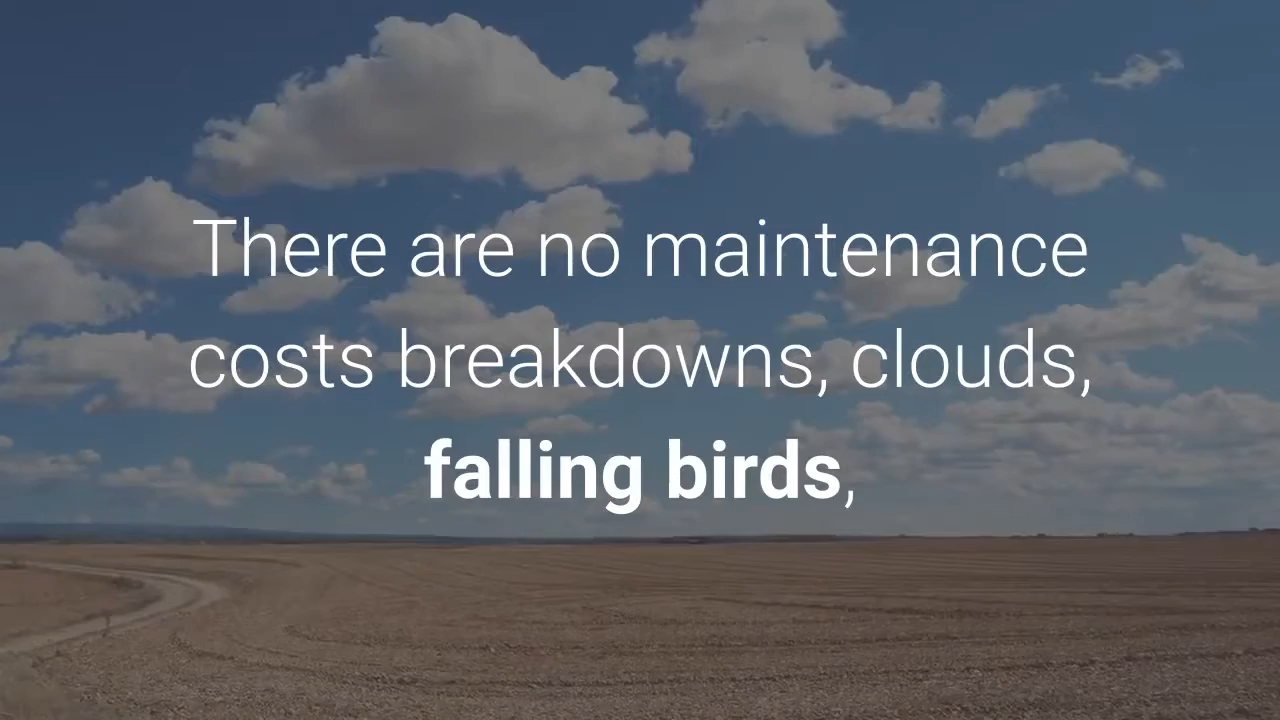 There are no maintenance
costs breakdowns, clouds,
falling birds,